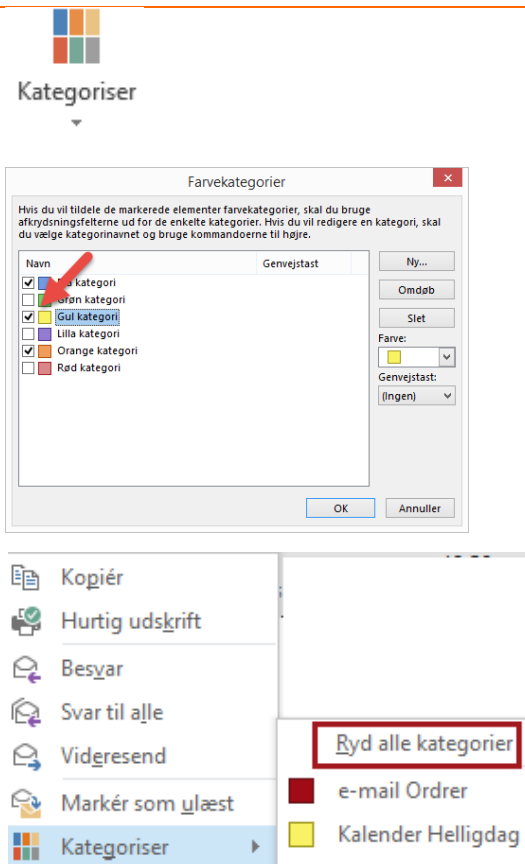 Kategoriser
Farvekategorier
Hvis du vil tildele de markerede elementer farvekategorier, skal du bruge
afkrydsningsfelterne ud for de enkelte kategorier. Hvis du vil redigere en kategori, skal
du vælge kategorinavnet og bruge kommandoerne til højre.
Navn Genvejstast
kategori
Grøn kategori
Gul kategori
Lilla kategori
Orange kategori
Rød kategori
Ny...
Omdøb
Slet
Farve:
Genvejstast:
(Ingen)
OK Annuller
Kopiér
Hurtig udskrift
Besvar
Svar til alle
Videresend
Markér som ulæst
Kategoriser
Ryd alle kategorier
e-mail Ordrer
Kalender Helligdag